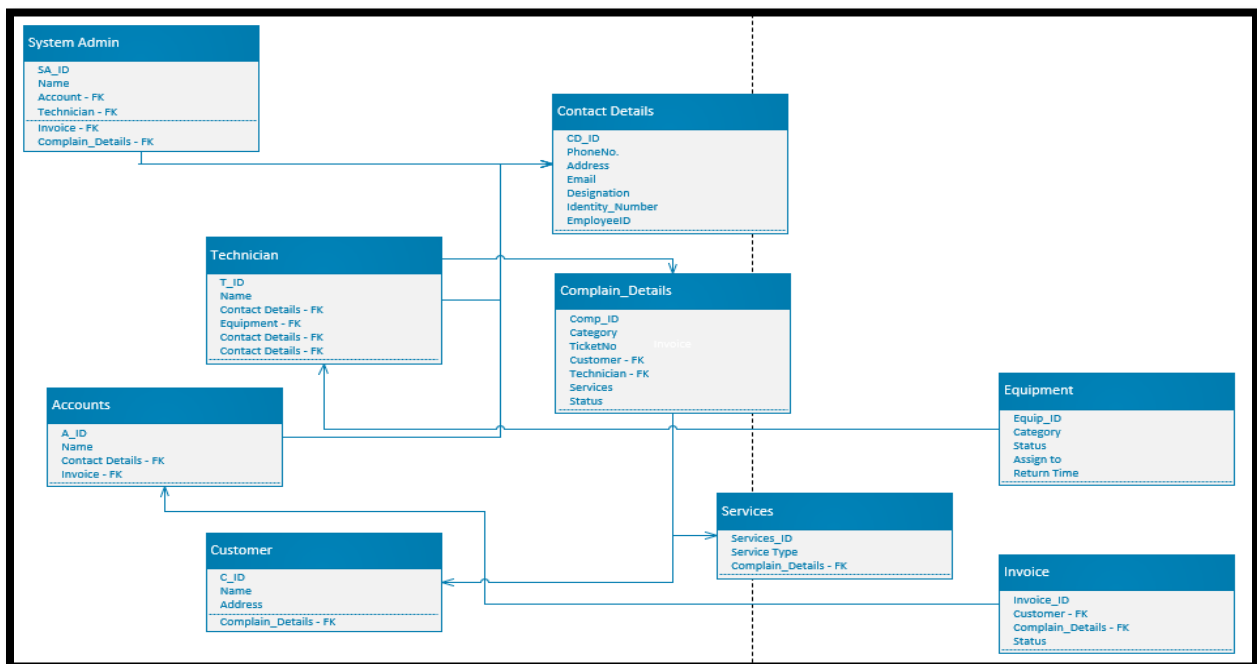 System Admin
SA_ID
Name
Account - FK
Technician - FK
Invoice - FK
Complain_Details - FK
Contact Details
CD_ID
PhoneNo.
Address
Email
Designation
Identity_Number
EmployeeID
Technician
T_ID
Name
Contact Details - FK
Equipment - FK
Contact Details - FK
Contact Details - FK
Complain_Details
Comp_ID
Category
TicketNo
Invoice
Customer - FK
Technician - FK
Services
Status
Accounts
A_ID
Name
Contact Details - FK
Invoice - FK
Equipment
Equip_ID
Category
Status
Assign to
Return Time
Services
Services_ID
Service Type
Complain_Details - FK
Customer
C_ID
Name
Address
Complain_Details - FK
Invoice
Invoice_ID
Customer - FK
Complain_Details - FK
Status